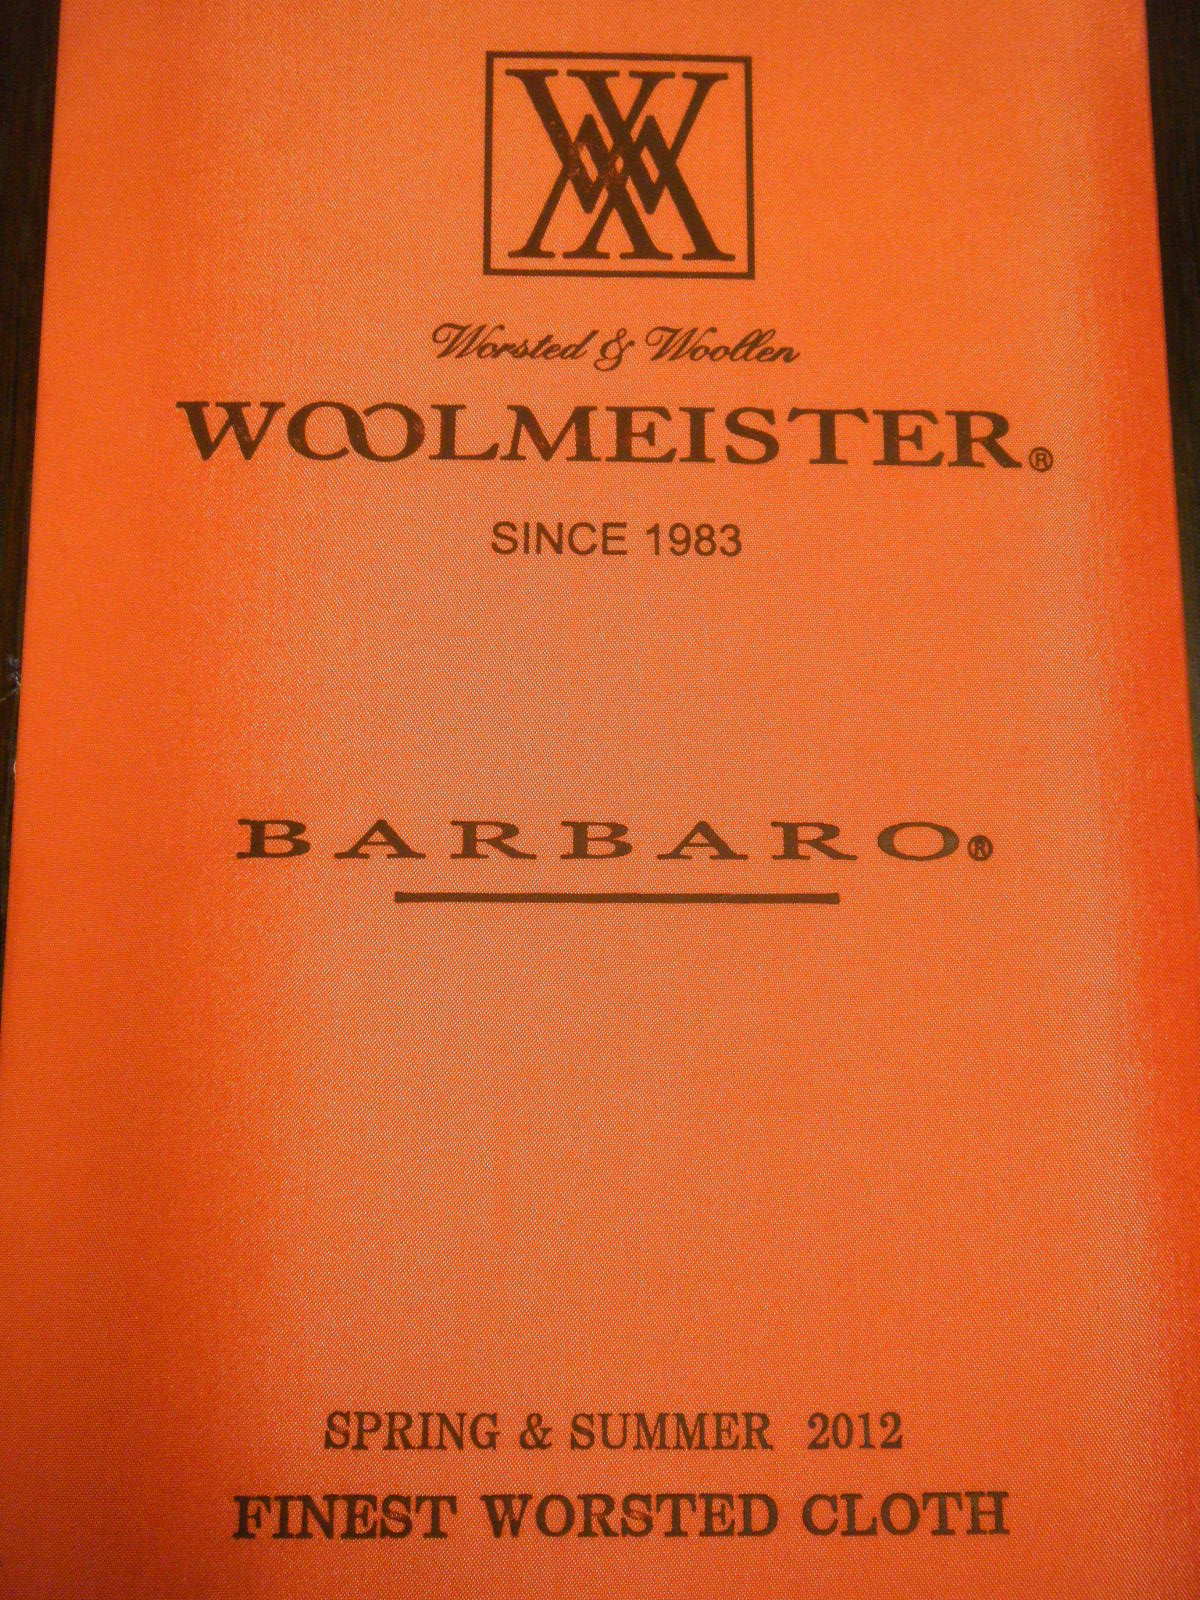 Worsted & Woollen
WOOLMEISTER®
SINCE 1983
BARBARO®
SPRING & SUMMER 2012
FINEST WORSTED CLOTH